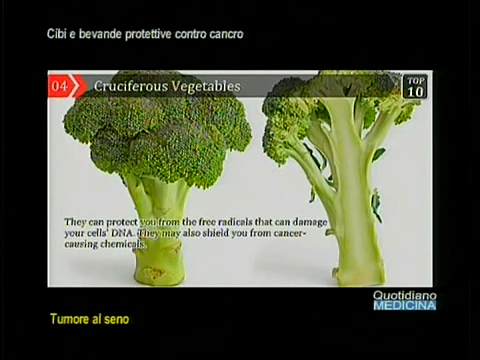 Cibi e bevande protettive contro cancro
04 Cruciferous Vegetables
TOP
10
They can protect you from the free radicals that can damage
your cells' DNA. They may also shield you from cancer-
causing chemicals.
Quotidiano
MEDICINA
Tumore al seno